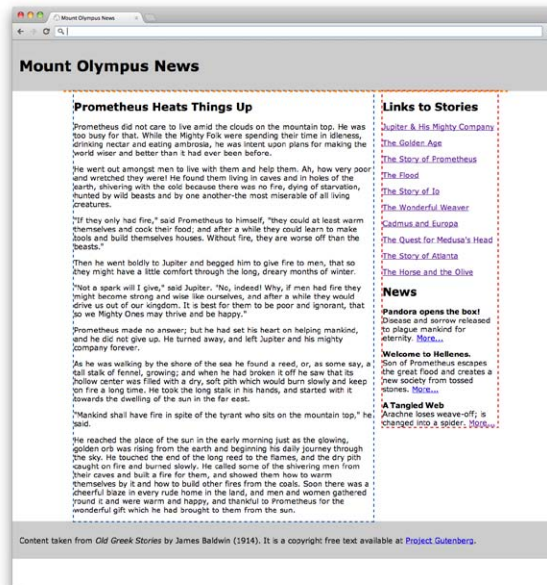 Mount Olympus News
Mount Olympus News
Prometheus Heats Things Up
Prometheus did not care to live amid the clouds on the mountain top. He was
too busy for that. While the Mighty Folk were spending their time in idleness,
drinking nectar and eating ambrosia, he was intent upon plans for making the
world wiser and better than it had ever been before.
He went out amongst men to live with them and help them. Ah, how very poor
and wretched they were! He found them living in caves and in holes of the
earth, shivering with the cold because there was no fire, dying of starvation,
hunted by wild beasts and by one another-the most miserable of all living
creatures.
"If they only had fire," said Prometheus to himself, "they could at least warm
themselves and cook their food; and after a while they could learn to make
tools and build themselves houses. Without fire, they are worse off than the
beasts."
Then he went boldly to Jupiter and begged him to give fire to men, that so
they might have a little comfort through the long, dreary months of winter.
"Not a spark will I give," said Jupiter. "No, indeed! Why, if men had fire they
might become strong and wise like ourselves, and after a while they would
drive us out of our kingdom. It is best for them to be poor and ignorant, that
so we Mighty Ones may thrive and be happy."
Prometheus made no answer; but he had set his heart on helping mankind,
and he did not give up. He turned away, and left Jupiter and his mighty
company forever.
As he was walking by the shore of the sea he found a reed, or, as some say, a
tall stalk of fennel, growing; and when he had broken it off he saw that its
hollow center was filled with a dry, soft pith which would burn slowly and keep
on fire a long time. He took the long stalk in his hands, and started with it
towards the dwelling of the sun in the far east.
"Mankind shall have fire in spite of the tyrant who sits on the mountain top," he
said.
He reached the place of the sun in the early morning just as the glowing,
golden orb was rising from the earth and beginning his daily journey through
the sky. He touched the end of the long reed to the flames, and the dry pith
caught on fire and burned slowly. He called some of the shivering men from
their caves and built a fire for them, and showed them how to warm
themselves by it and how to build other fires from the coals. Soon there was a
cheerful blaze in every rude home in the land, and men and women gathered
round it and were warm and happy, and thankful to Prometheus for the
wonderful gift which he had brought to them from the sun.
Links to Stories
Jupiter & His Mighty Company
The Golden Age
The Story of Prometheus
The Flood
The Story of Io
The Wonderful Weaver
Cadmus and Europa
The Quest for Medusa's Head
The Story of Atlanta
The Horse and the Olive
News
Pandora opens the box!
Disease and sorrow released
to plague mankind for
eternity. More...
Welcome to Hellenes.
Son of Prometheus escapes
the great flood and creates a
new society from tossed
stones. More...
A Tangled Web
Arachne loses weave-off; is
changed into a spider. More...
Content taken from Old Greek Stories by James Baldwin (1914). It is a copyright free text available at Project Gutenberg.